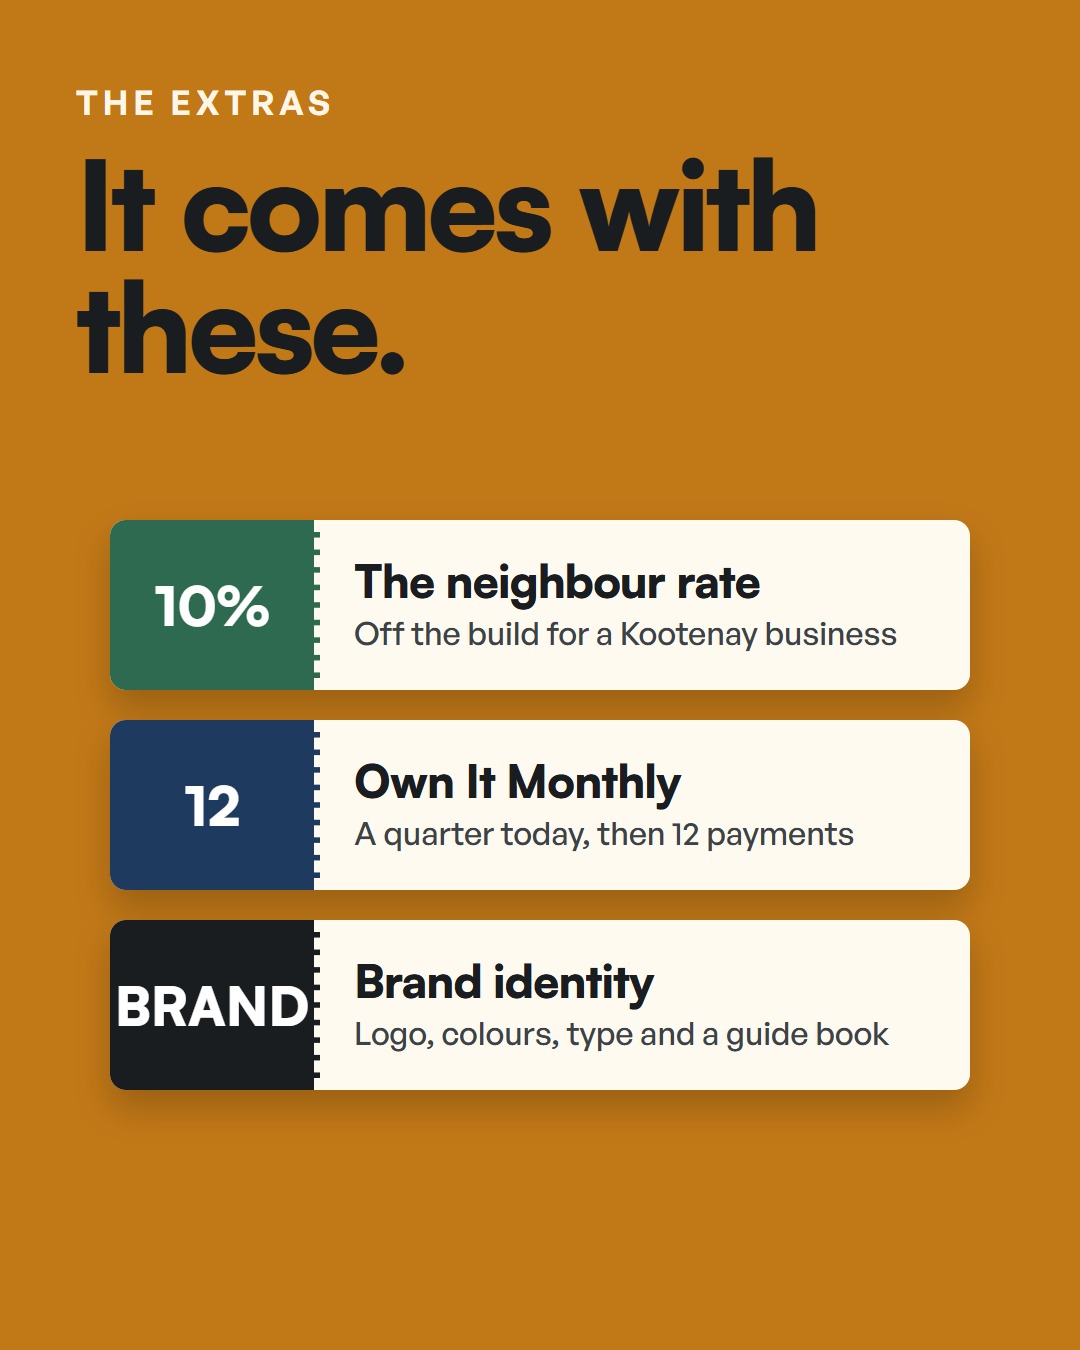 THE EXTRAS
It comes with
these.
10%
The neighbour rate
Off the build for a Kootenay business
12
Own It Monthly
A quarter today, then 12 payments
BRAND
Brand identity
Logo, colours, type and a guide book